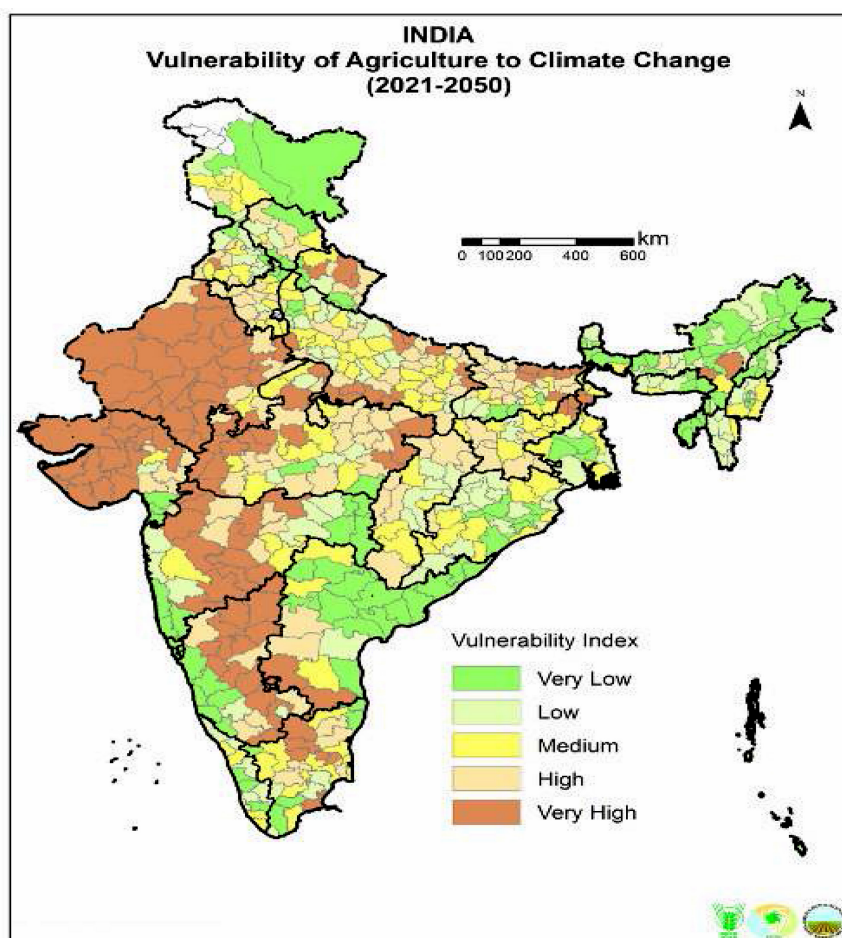 INDIA
Vulnerability of Agriculture to Climate Change
(2021-2050)
N
km
0 100 200 400 600
Vulnerability Index
Very Low
Low
Medium
High
Very High